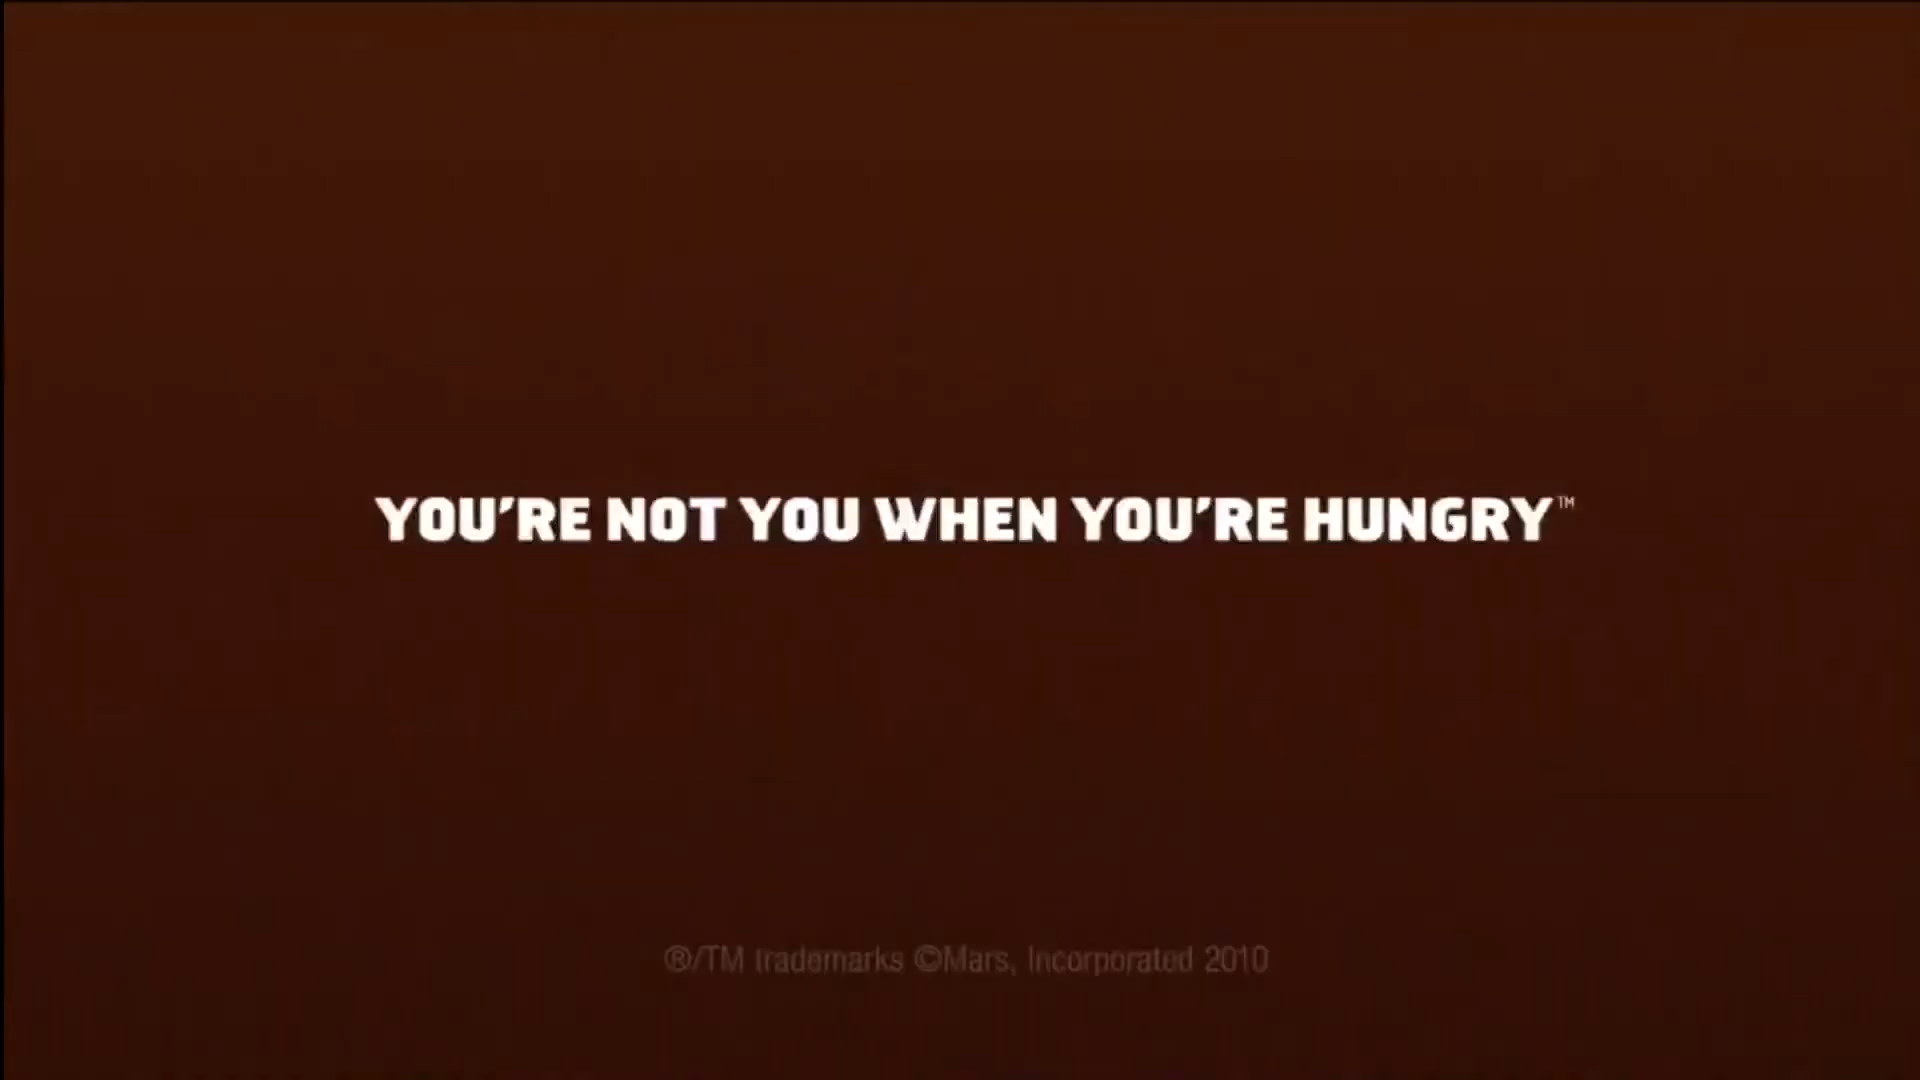 YOU'RE NOT YOU WHEN YOU'RE HUNGRY™
®/TM trademarks ©Mars, Incorporated 2010